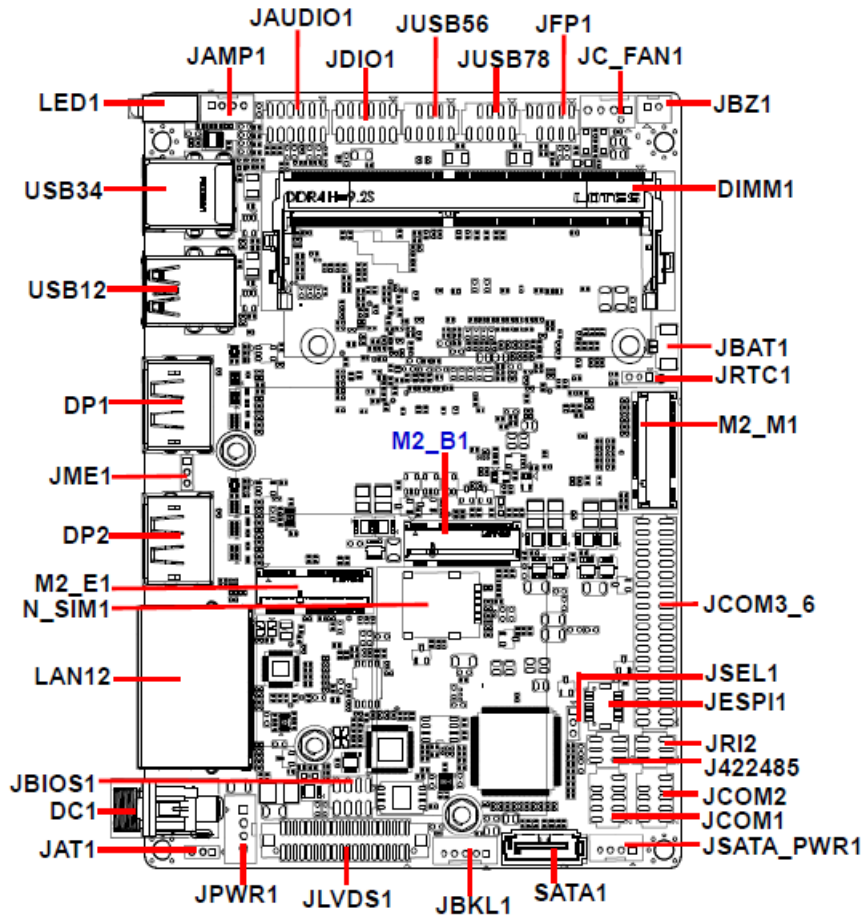 JAUDIO1
JUSB56
JFP1
JAMP1
JDIO1
JUSB78
JC_FAN1
LED1
JBZ1
USB34
DIMM1
DDR4 H=9.2S
LOTES
USB12
JBAT1
JRTC1
DP1
M2_M1
M2_B1
JME1
DP2
M2_E1
N_SIM1
JCOM3_6
LAN12
JSEL1
JESPI1
JRI2
J422485
JBIOS1
JCOM2
DC1
JCOM1
JAT1
JSATA_PWR1
JPWR1
JLVDS1
JBKL1
SATA1